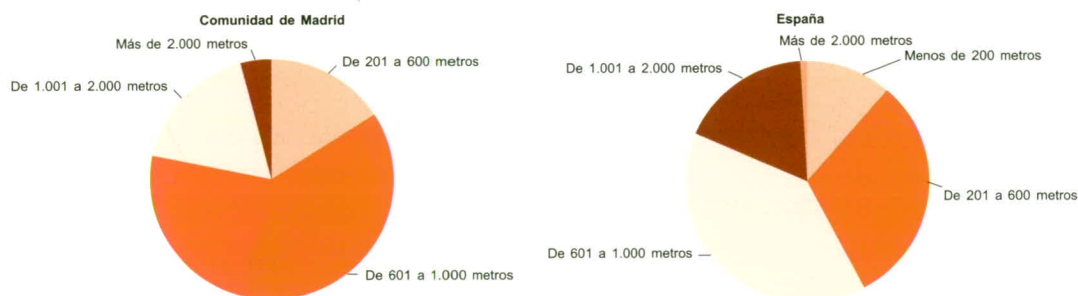 Comunidad de Madrid
Más de 2.000 metros
De 201 a 600 metros
De 1.001 a 2.000 metros
De 601 a 1.000 metros
España
Más de 2.000 metros
Menos de 200 metros
De 1.001 a 2.000 metros
De 201 a 600 metros
De 601 a 1.000 metros